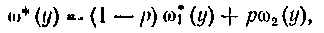 ω*(y) = (1 − p) ω₁*(y) + pω₂(y),